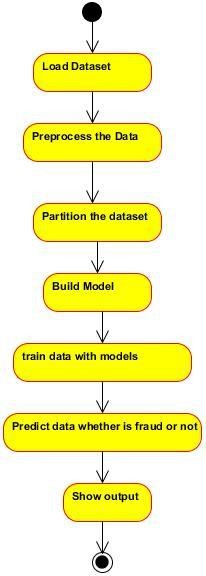 Load Dataset
Preprocess the Data
Partition the dataset
Build Model
train data with models
Predict data whether is fraud or not
Show output